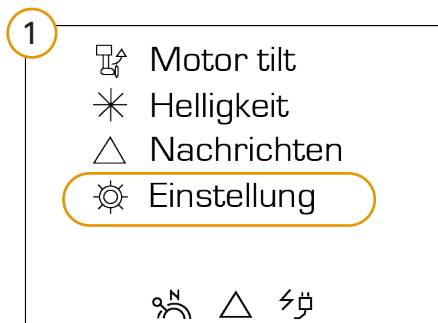 1
Motor tilt
Helligkeit
Nachrichten
Einstellung
N